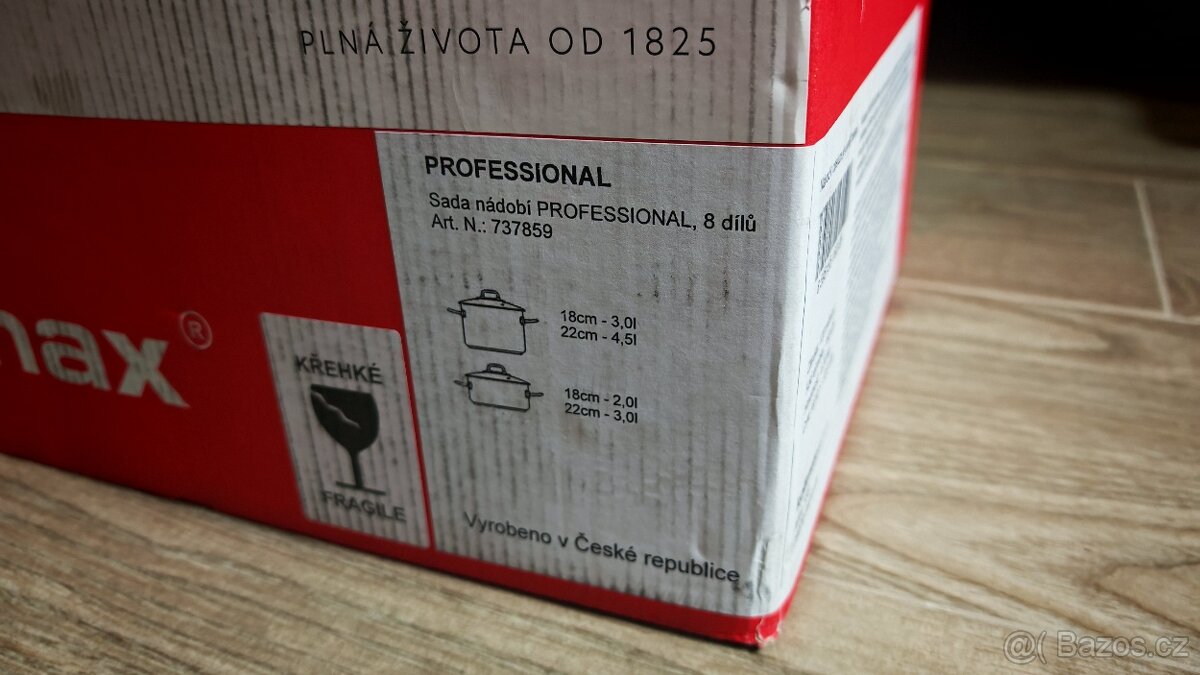 PLNÁ ŽIVOTA OD 1825
PROFESSIONAL
Sada nádobí PROFESSIONAL, 8 dílů
Art. N.: 737859
18cm - 3,0l
22cm - 4,5l
18cm - 2,0l
22cm - 3,0l
max®
KŘEHKÉ
FRAGILE
Vyrobeno v České republice
@( Bazos.cz